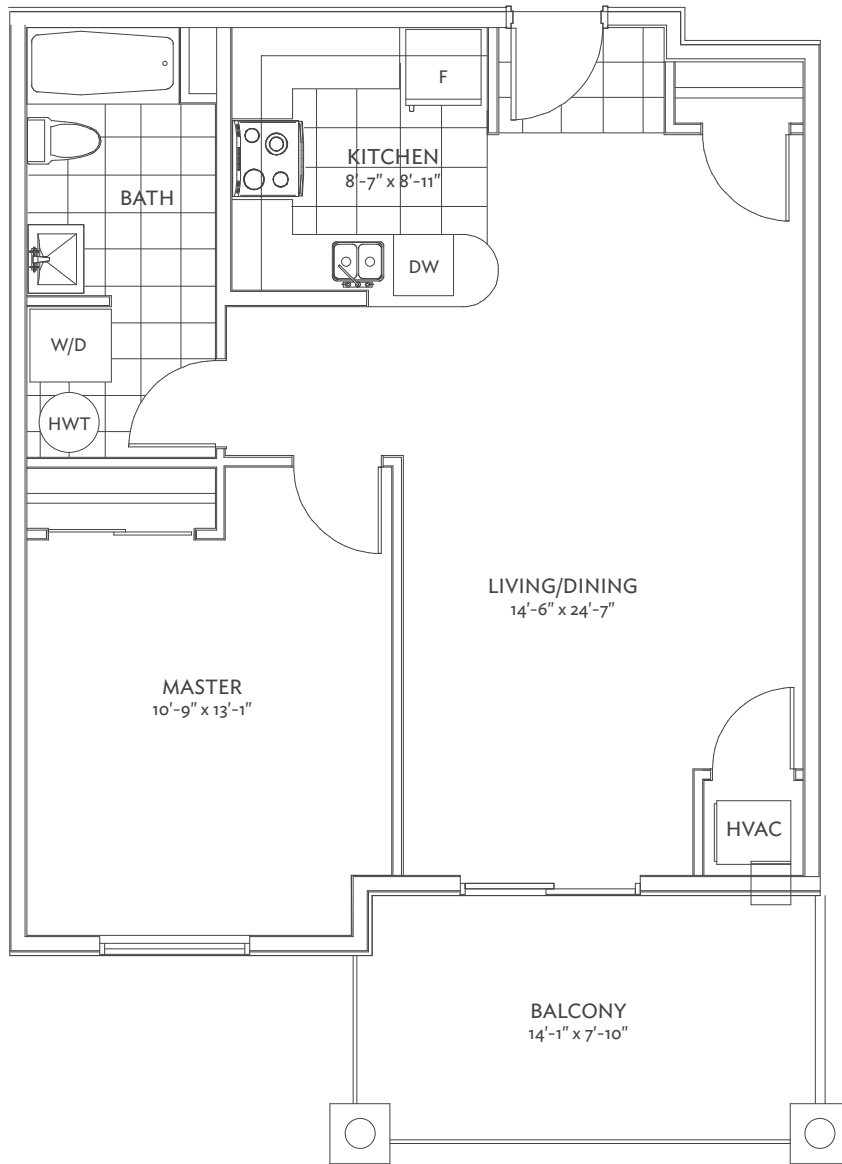 F
KITCHEN
8'-7" x 8'-11"
BATH
DW
W/D
HWT
LIVING/DINING
14'-6" x 24'-7"
MASTER
10'-9" x 13'-1"
HVAC
BALCONY
14'-1" x 7'-10"